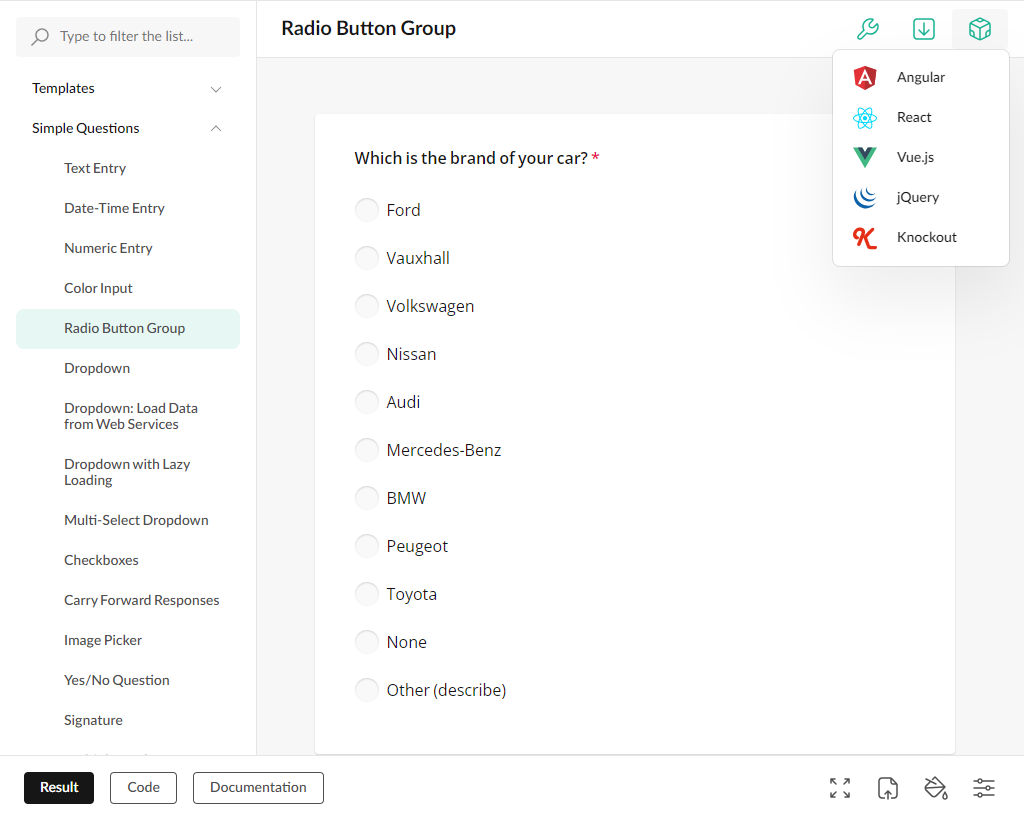 Type to filter the list...
Templates
Simple Questions
Text Entry
Date-Time Entry
Numeric Entry
Color Input
Radio Button Group
Dropdown
Dropdown: Load Data
from Web Services
Dropdown with Lazy
Loading
Multi-Select Dropdown
Checkboxes
Carry Forward Responses
Image Picker
Yes/No Question
Signature
Radio Button Group
Angular
React
Vue.js
jQuery
Knockout
Which is the brand of your car? *
Ford
Vauxhall
Volkswagen
Nissan
Audi
Mercedes-Benz
BMW
Peugeot
Toyota
None
Other (describe)
Result
Code
Documentation